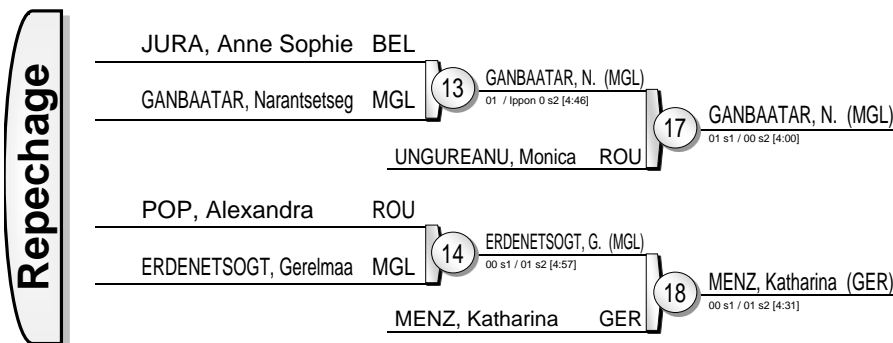 Repechage
JURA, Anne Sophie BEL
GANBAATAR, Narantsetseg MGL
13
GANBAATAR, N. (MGL)
01 / Ippon 0 s2 [4:46]
UNGUREANU, Monica ROU
17
GANBAATAR, N. (MGL)
01 s1 / 00 s2 [4:00]
POP, Alexandra ROU
ERDENETSOGT, Gerelmaa MGL
14
ERDENETSOGT, G. (MGL)
00 s1 / 01 s2 [4:57]
MENZ, Katharina GER
18
MENZ, Katharina (GER)
00 s1 / 01 s2 [4:31]